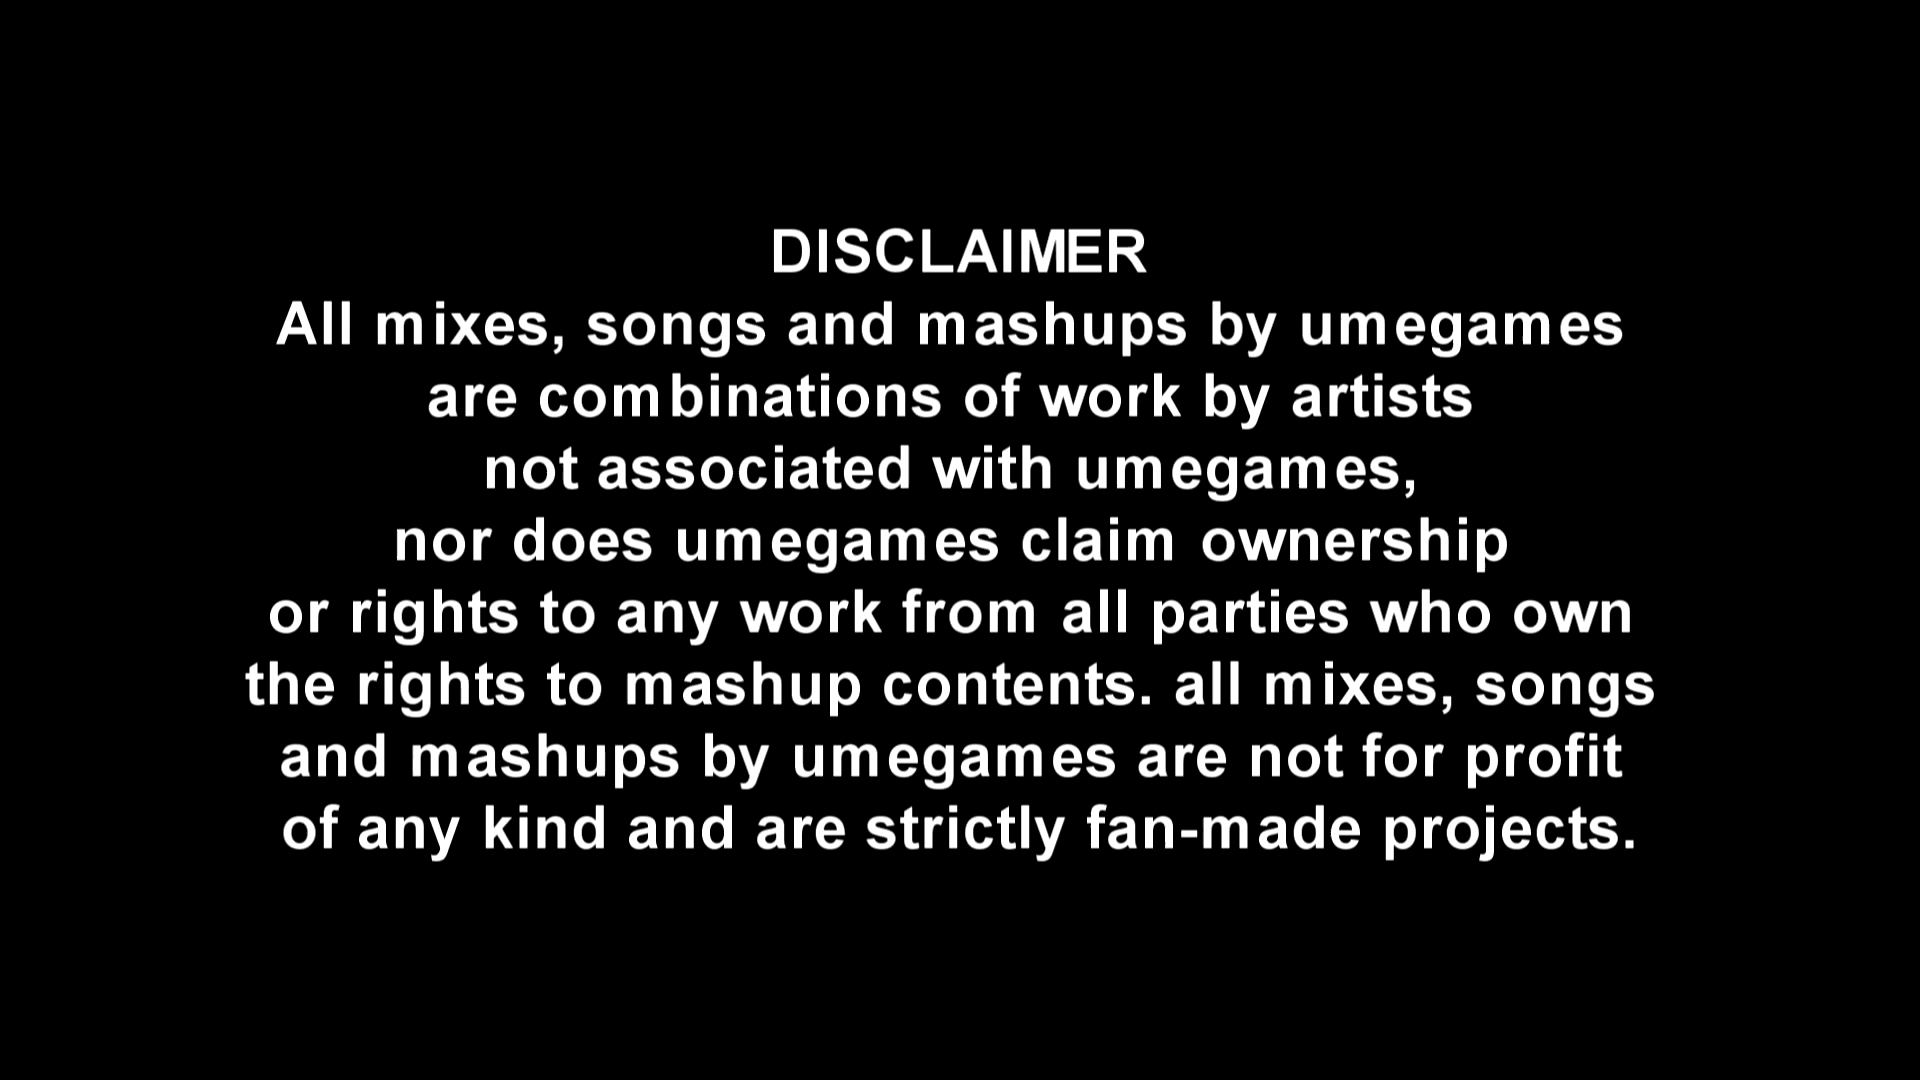 DISCLAIMER
All mixes, songs and mashups by umegames
are combinations of work by artists
not associated with umegames,
nor does umegames claim ownership
or rights to any work from all parties who own
the rights to mashup contents. all mixes, songs
and mashups by umegames are not for profit
of any kind and are strictly fan-made projects.